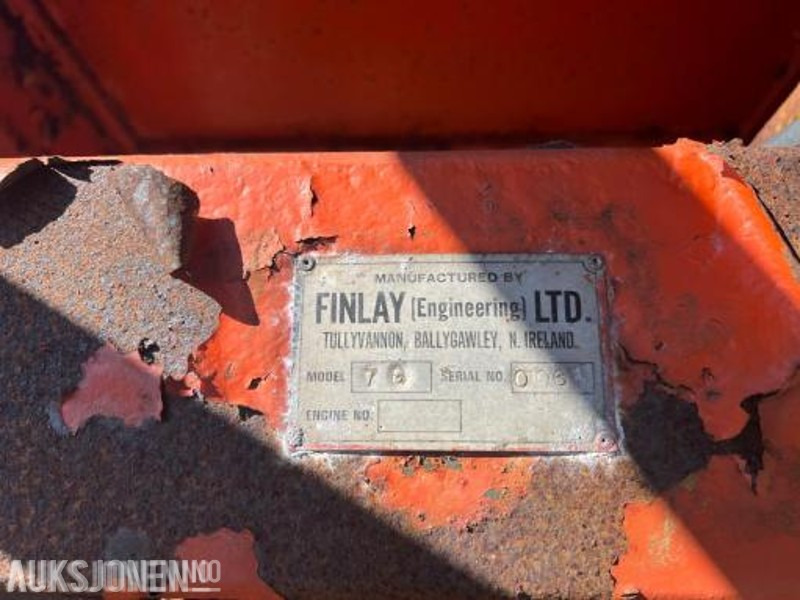 MANUFACTURED BY
FINLAY (Engineering) LTD.
TULLYVANNON, BALLYGAWLEY, N. IRELAND.
MODEL SERIAL NO.
ENGINE NO.
AUKSJONEN.NO